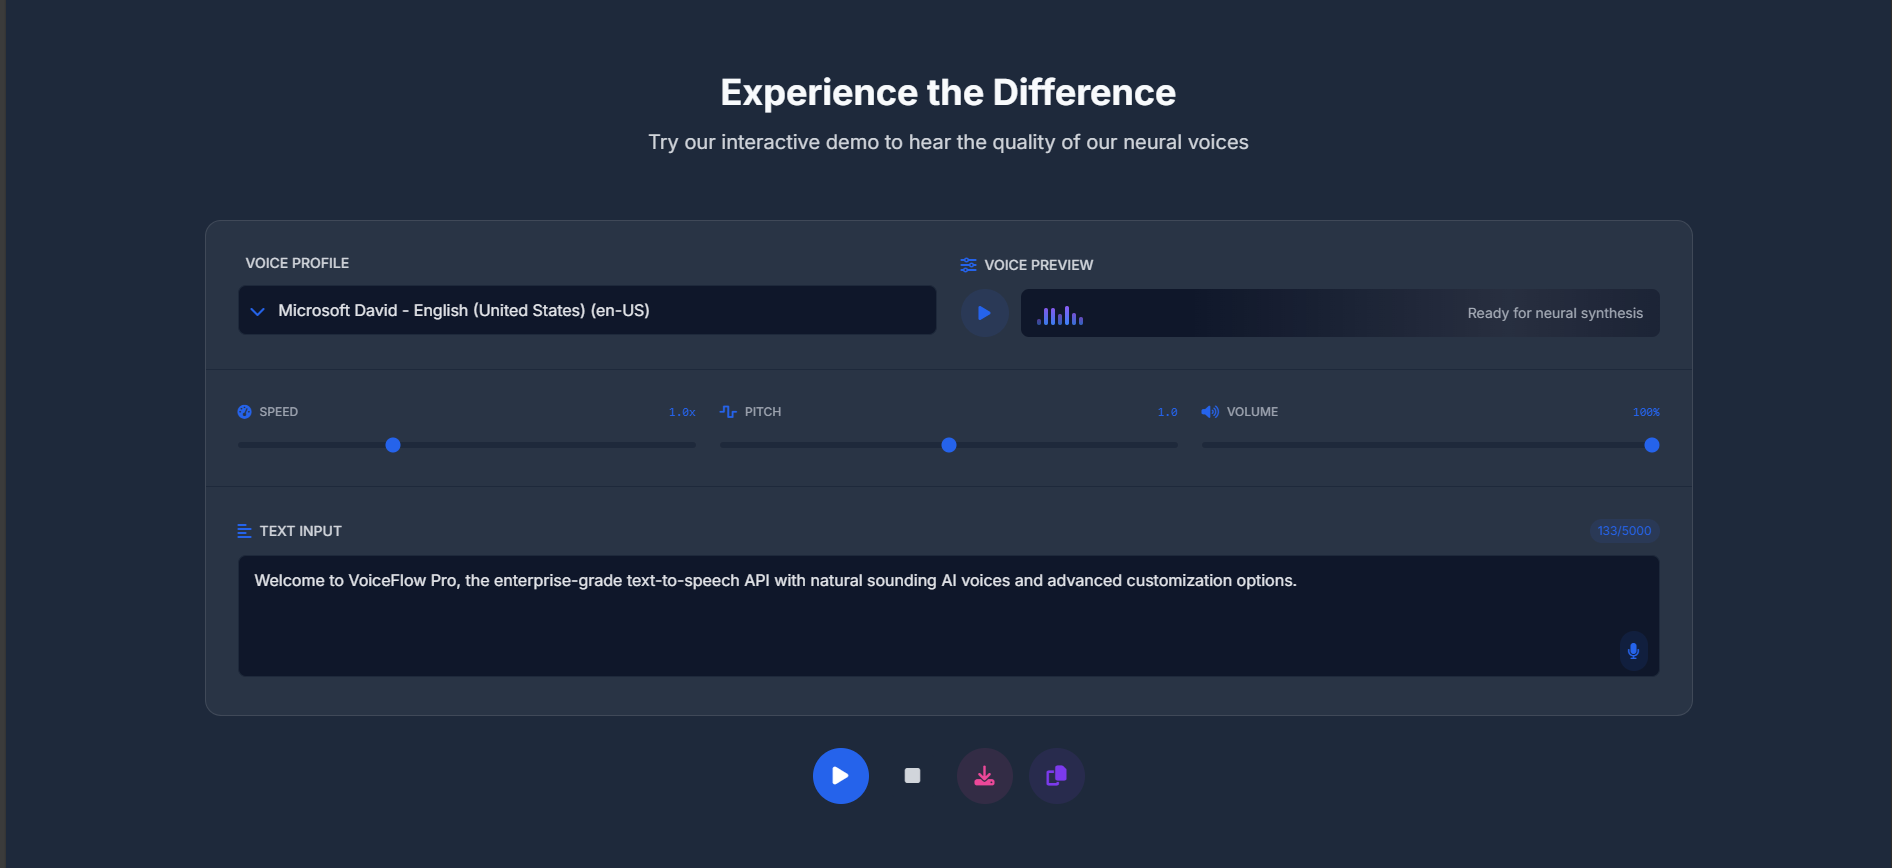 Experience the Difference
Try our interactive demo to hear the quality of our neural voices
VOICE PROFILE
Microsoft David - English (United States) (en-US)
VOICE PREVIEW
Ready for neural synthesis
SPEED
1.0x
PITCH
1.0
VOLUME
100%
TEXT INPUT
133/5000
Welcome to VoiceFlow Pro, the enterprise-grade text-to-speech API with natural sounding AI voices and advanced customization options.